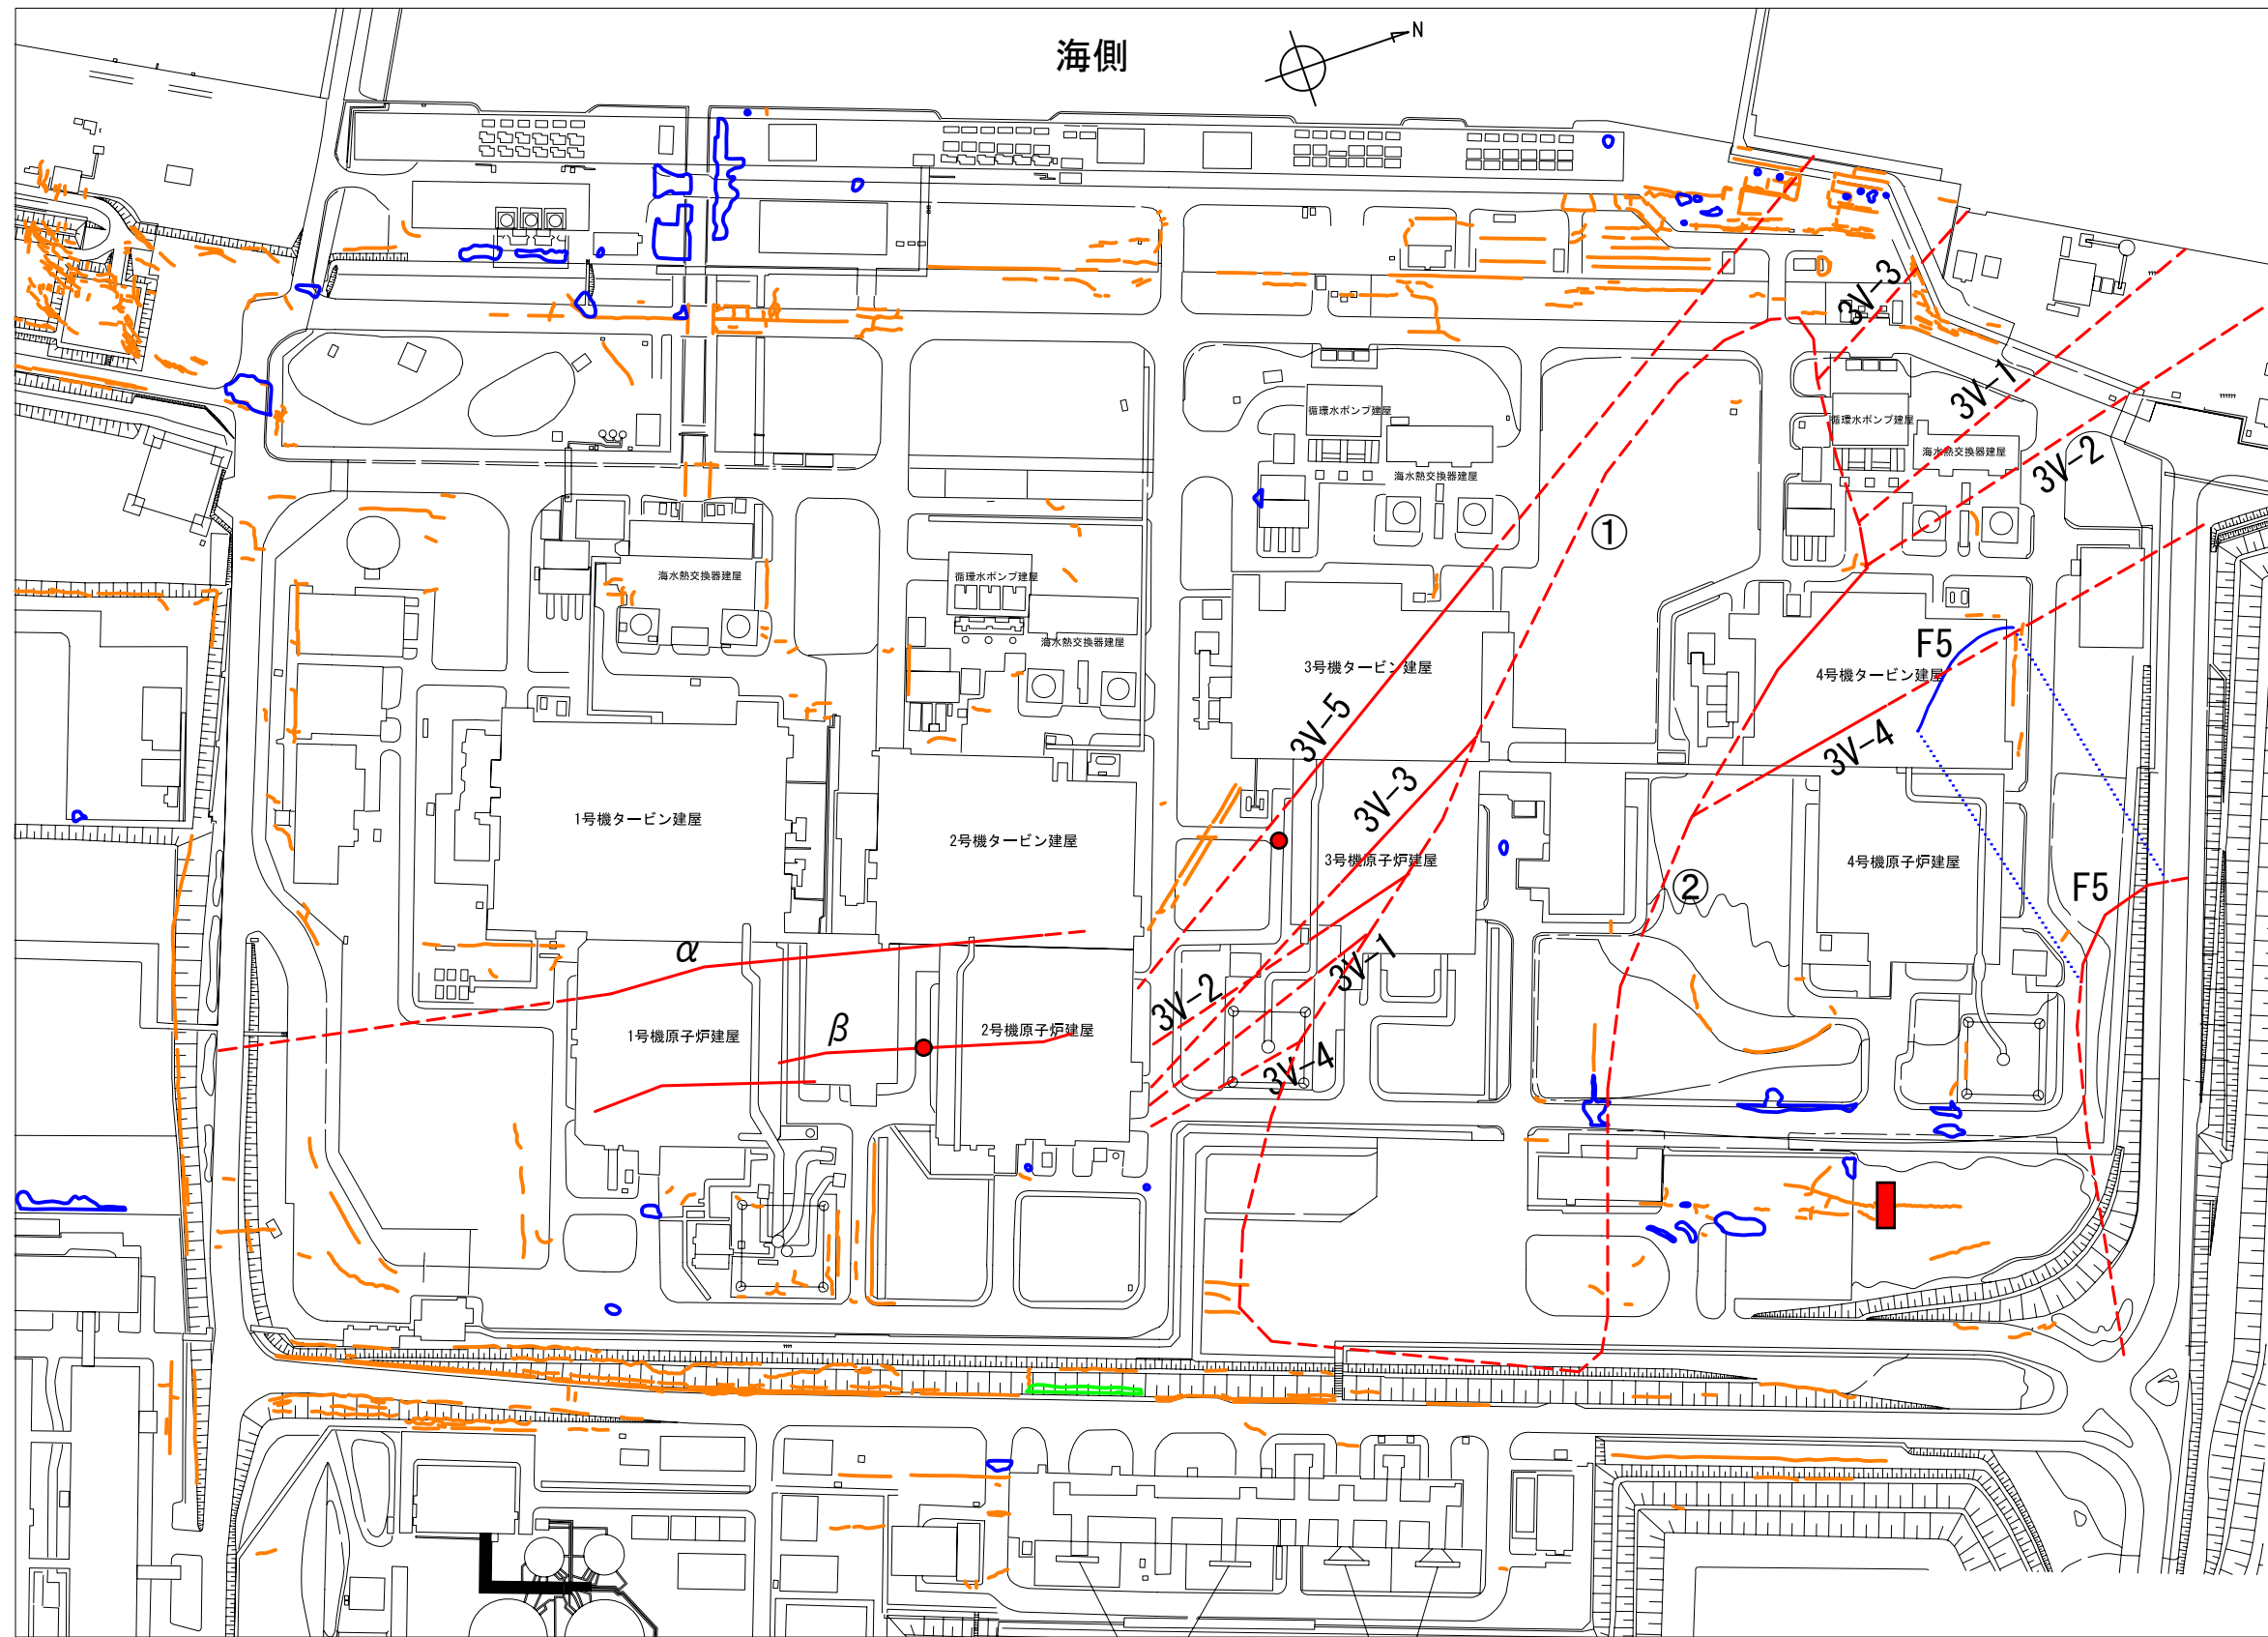 海側
N
3V-3
循環水ポンプ建屋
3V-1
循環水ポンプ建屋
海水熱交換器建屋
海水熱交換器建屋
3V-2
①
海水熱交換器建屋
循環水ポンプ建屋
海水熱交換器建屋
F5
3号機タービン建屋
4号機タービン建屋
3V-5
3V-4
3V-3
1号機タービン建屋
2号機タービン建屋
3号機原子炉建屋
4号機原子炉建屋
②
F5
α
3V-1
3V-2
β
1号機原子炉建屋
2号機原子炉建屋
3V-4